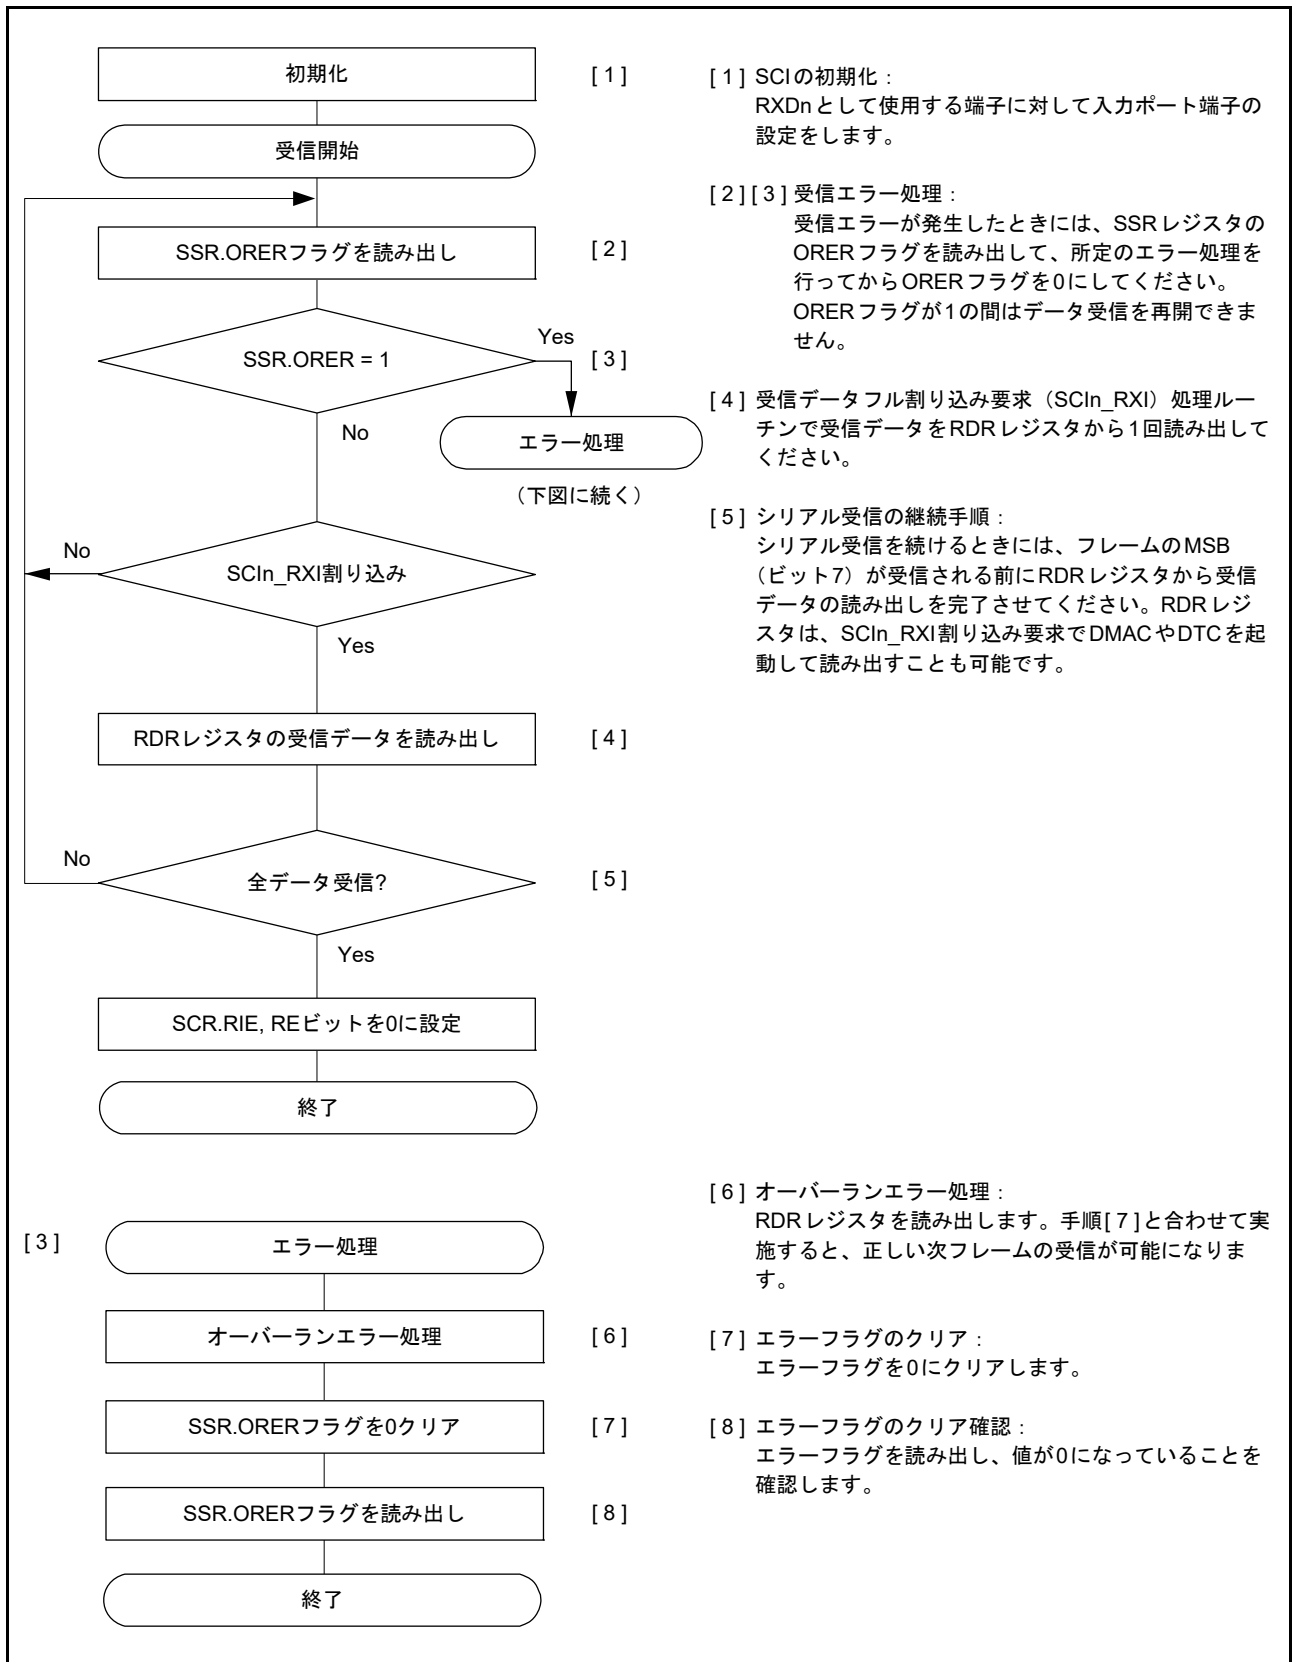 初期化
[ 1 ]
受信開始
SSR.ORERフラグを読み出し
[ 2 ]
SSR.ORER = 1
Yes
[ 3 ]
No
エラー処理
（下図に続く）
No
SCIn_RXI割り込み
Yes
RDRレジスタの受信データを読み出し
[ 4 ]
No
全データ受信?
[ 5 ]
Yes
SCR.RIE, REビットを0に設定
終了
[ 1 ] SCIの初期化：
RXDnとして使用する端子に対して入力ポート端子の
設定をします。
[ 2 ] [ 3 ] 受信エラー処理：
受信エラーが発生したときには、SSRレジスタの
ORERフラグを読み出して、所定のエラー処理を
行ってからORERフラグを0にしてください。
ORERフラグが1の間はデータ受信を再開できま
せん。
[ 4 ] 受信データフル割り込み要求（SCIn_RXI）処理ルー
チンで受信データをRDRレジスタから1回読み出して
ください。
[ 5 ] シリアル受信の継続手順：
シリアル受信を続けるときには、フレームのMSB
（ビット7）が受信される前にRDRレジスタから受信
データの読み出しを完了させてください。RDRレジ
スタは、SCIn_RXI割り込み要求でDMACやDTCを起
動して読み出すことも可能です。
[ 3 ]
エラー処理
オーバーランエラー処理
[ 6 ]
SSR.ORERフラグを0クリア
[ 7 ]
SSR.ORERフラグを読み出し
[ 8 ]
終了
[ 6 ] オーバーランエラー処理：
RDRレジスタを読み出します。手順[ 7 ]と合わせて実
施すると、正しい次フレームの受信が可能になりま
す。
[ 7 ] エラーフラグのクリア：
エラーフラグを0にクリアします。
[ 8 ] エラーフラグのクリア確認：
エラーフラグを読み出し、値が0になっていることを
確認します。